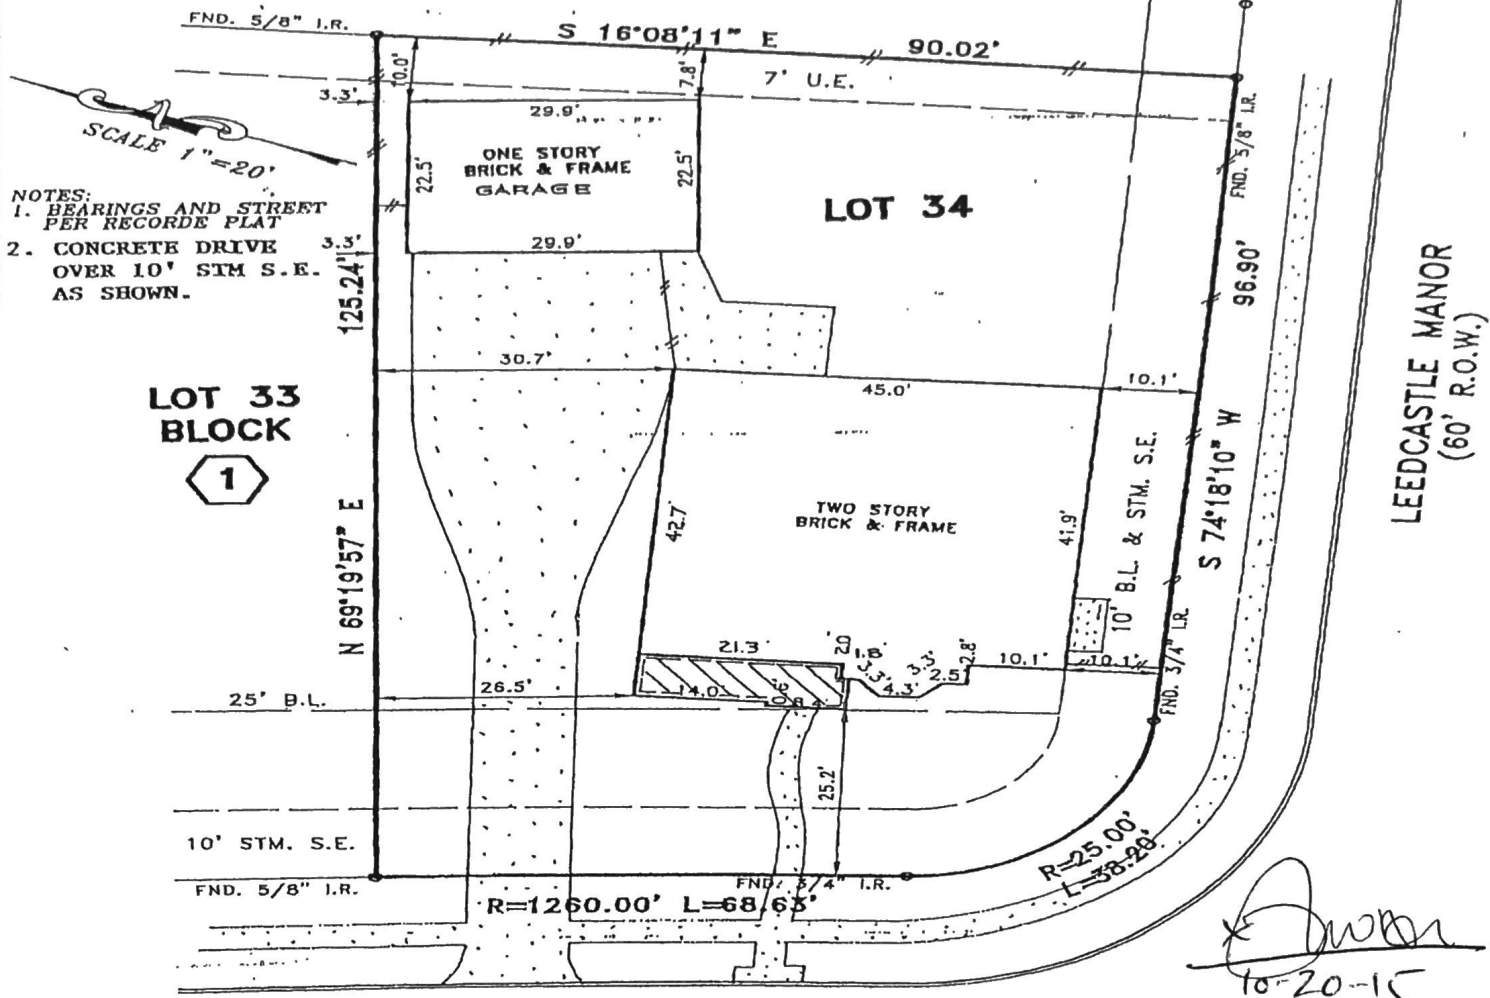 FND. 5/8" I.R.
S 16°08'11" E
90.02'
10.0'
7.8'
7' U.E.
3.3'
29.9'
SCALE 1"=20'
ONE STORY
BRICK & FRAME
GARAGE
22.5'
22.5'
FND. 5/8" I.R.
LOT 34
NOTES:
1. BEARINGS AND STREET
PER RECORDE PLAT
2. CONCRETE DRIVE
OVER 10' STM S.E.
AS SHOWN.
3.3'
29.9'
125.24'
96.90'
LEEDCASTLE MANOR
(60' R.O.W.)
30.7'
45.0'
10.1'
LOT 33
BLOCK
1
N 69°19'57" E
S 74°18'10" W
42.7'
TWO STORY
BRICK & FRAME
41.9'
10' B.L. & STM. S.E.
21.3'
2.0'
1.8'
3.3'
4.3'
3.3'
2.5'
2.8'
10.1'
10.1'
FND. 3/4" I.R.
25' B.L.
26.5'
14.0'
0.6'
25.2'
10' STM. S.E.
FND. 5/8" I.R.
FND. 3/4" I.R.
R=1260.00' L=68.63'
R=25.00'
L=38.20'
x
10-20-15